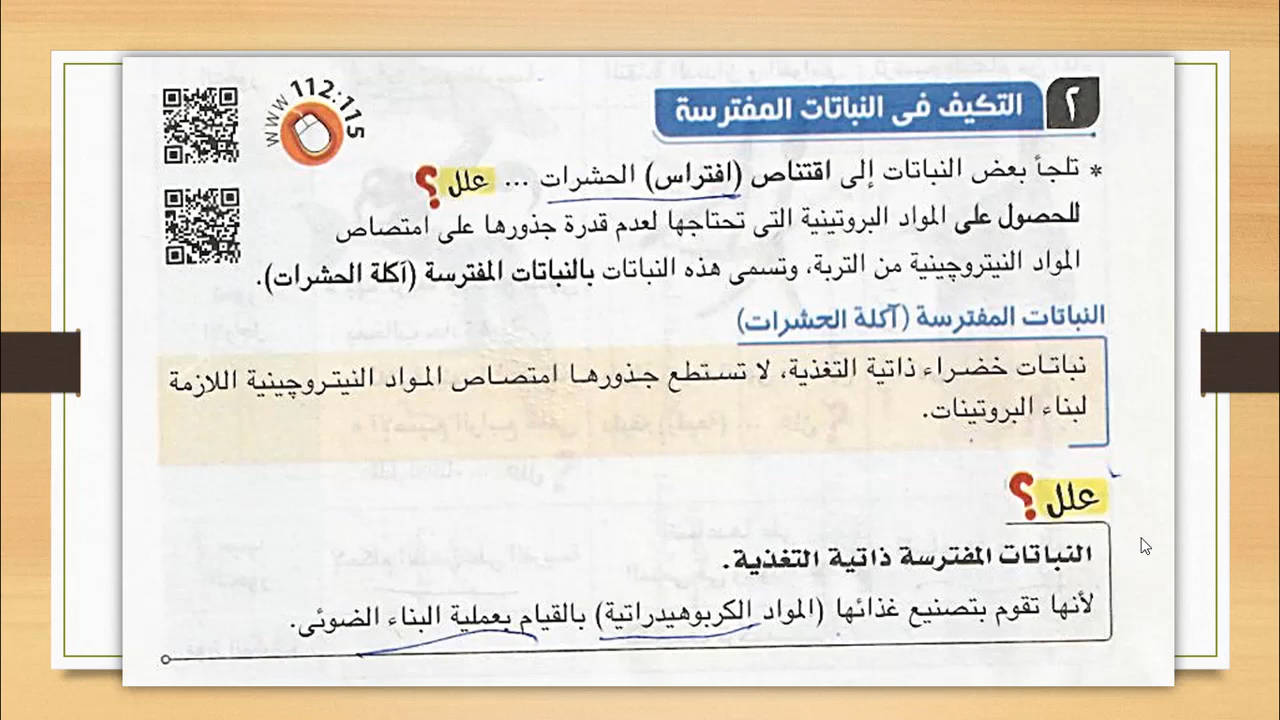 ٢ التكيف فى النباتات المفترسة
WWW 112:115
* تلجأ بعض النباتات إلى اقتناص (افتراس) الحشرات ... علل ؟
للحصول على المواد البروتينية التى تحتاجها لعدم قدرة جذورها على امتصاص
المواد النيتروچينية من التربة، وتسمى هذه النباتات بالنباتات المفترسة (آكلة الحشرات).
النباتات المفترسة (آكلة الحشرات)
نباتات خضراء ذاتية التغذية، لا تستطع جذورها امتصاص المواد النيتروچينية اللازمة
لبناء البروتينات.
علل ؟
النباتات المفترسة ذاتية التغذية.
لأنها تقوم بتصنيع غذائها (المواد الكربوهيدراتية) بالقيام بعملية البناء الضوئى.